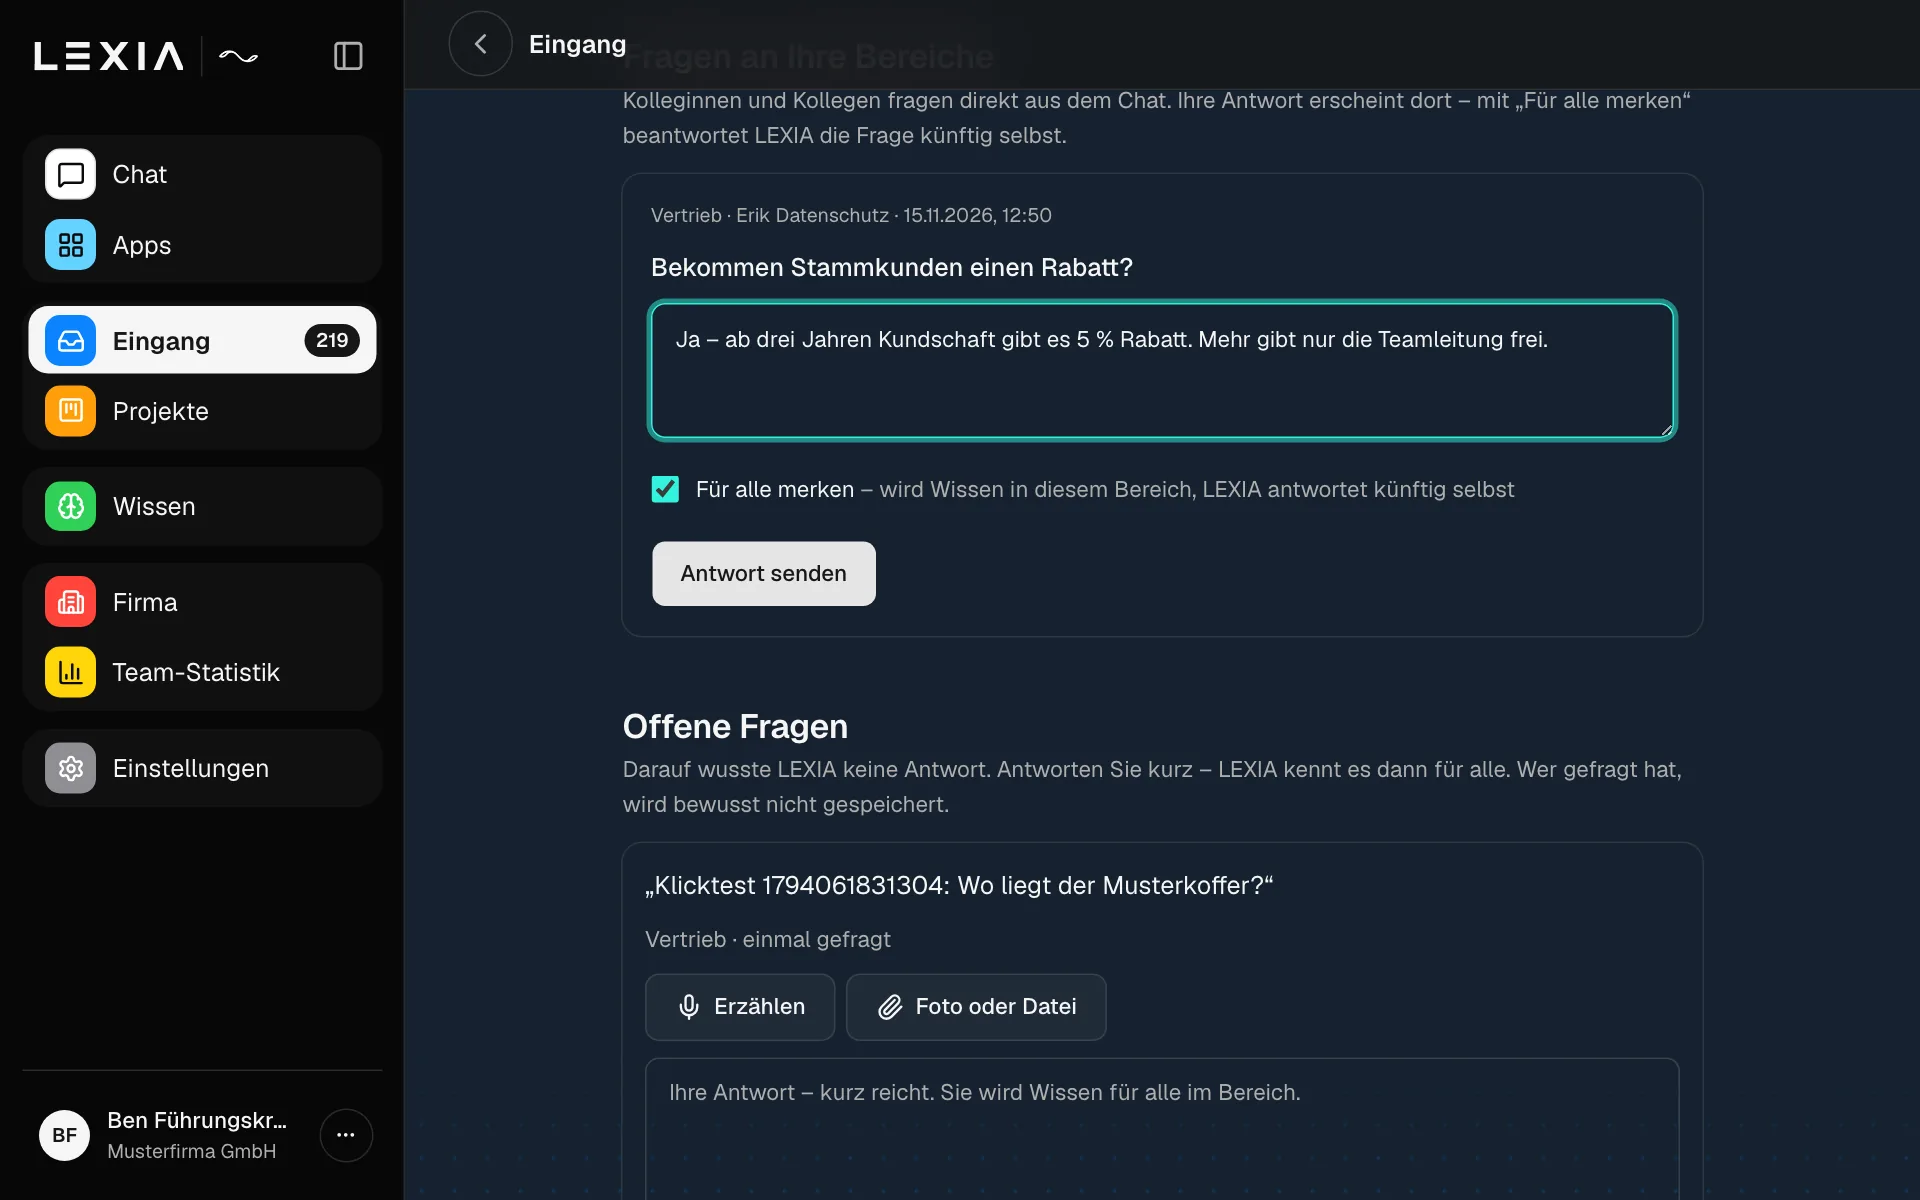 LEXIA
Chat
Apps
Eingang 219
Projekte
Wissen
Firma
Team-Statistik
Einstellungen
BF
Ben Führungskr...
Musterfirma GmbH
Eingang
Fragen an Ihre Bereiche
Kolleginnen und Kollegen fragen direkt aus dem Chat. Ihre Antwort erscheint dort – mit „Für alle merken“
beantwortet LEXIA die Frage künftig selbst.
Vertrieb · Erik Datenschutz · 15.11.2026, 12:50
Bekommen Stammkunden einen Rabatt?
Ja – ab drei Jahren Kundschaft gibt es 5 % Rabatt. Mehr gibt nur die Teamleitung frei.
Für alle merken – wird Wissen in diesem Bereich, LEXIA antwortet künftig selbst
Antwort senden
Offene Fragen
Darauf wusste LEXIA keine Antwort. Antworten Sie kurz – LEXIA kennt es dann für alle. Wer gefragt hat,
wird bewusst nicht gespeichert.
„Klicktest 1794061831304: Wo liegt der Musterkoffer?“
Vertrieb · einmal gefragt
Erzählen
Foto oder Datei
Ihre Antwort – kurz reicht. Sie wird Wissen für alle im Bereich.